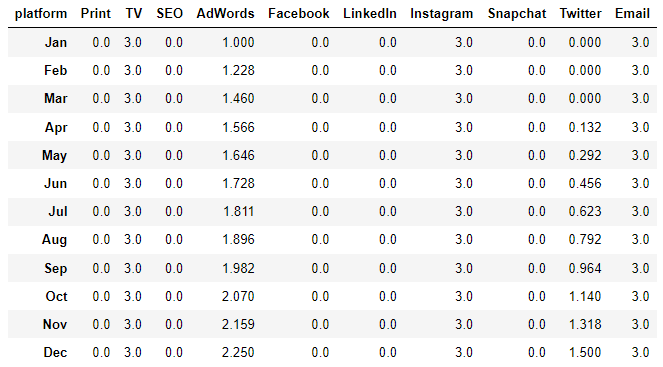 platform Print TV SEO AdWords Facebook LinkedIn Instagram Snapchat Twitter Email
Jan 0.0 3.0 0.0 1.000 0.0 0.0 3.0 0.0 0.000 3.0
Feb 0.0 3.0 0.0 1.228 0.0 0.0 3.0 0.0 0.000 3.0
Mar 0.0 3.0 0.0 1.460 0.0 0.0 3.0 0.0 0.000 3.0
Apr 0.0 3.0 0.0 1.566 0.0 0.0 3.0 0.0 0.132 3.0
May 0.0 3.0 0.0 1.646 0.0 0.0 3.0 0.0 0.292 3.0
Jun 0.0 3.0 0.0 1.728 0.0 0.0 3.0 0.0 0.456 3.0
Jul 0.0 3.0 0.0 1.811 0.0 0.0 3.0 0.0 0.623 3.0
Aug 0.0 3.0 0.0 1.896 0.0 0.0 3.0 0.0 0.792 3.0
Sep 0.0 3.0 0.0 1.982 0.0 0.0 3.0 0.0 0.964 3.0
Oct 0.0 3.0 0.0 2.070 0.0 0.0 3.0 0.0 1.140 3.0
Nov 0.0 3.0 0.0 2.159 0.0 0.0 3.0 0.0 1.318 3.0
Dec 0.0 3.0 0.0 2.250 0.0 0.0 3.0 0.0 1.500 3.0